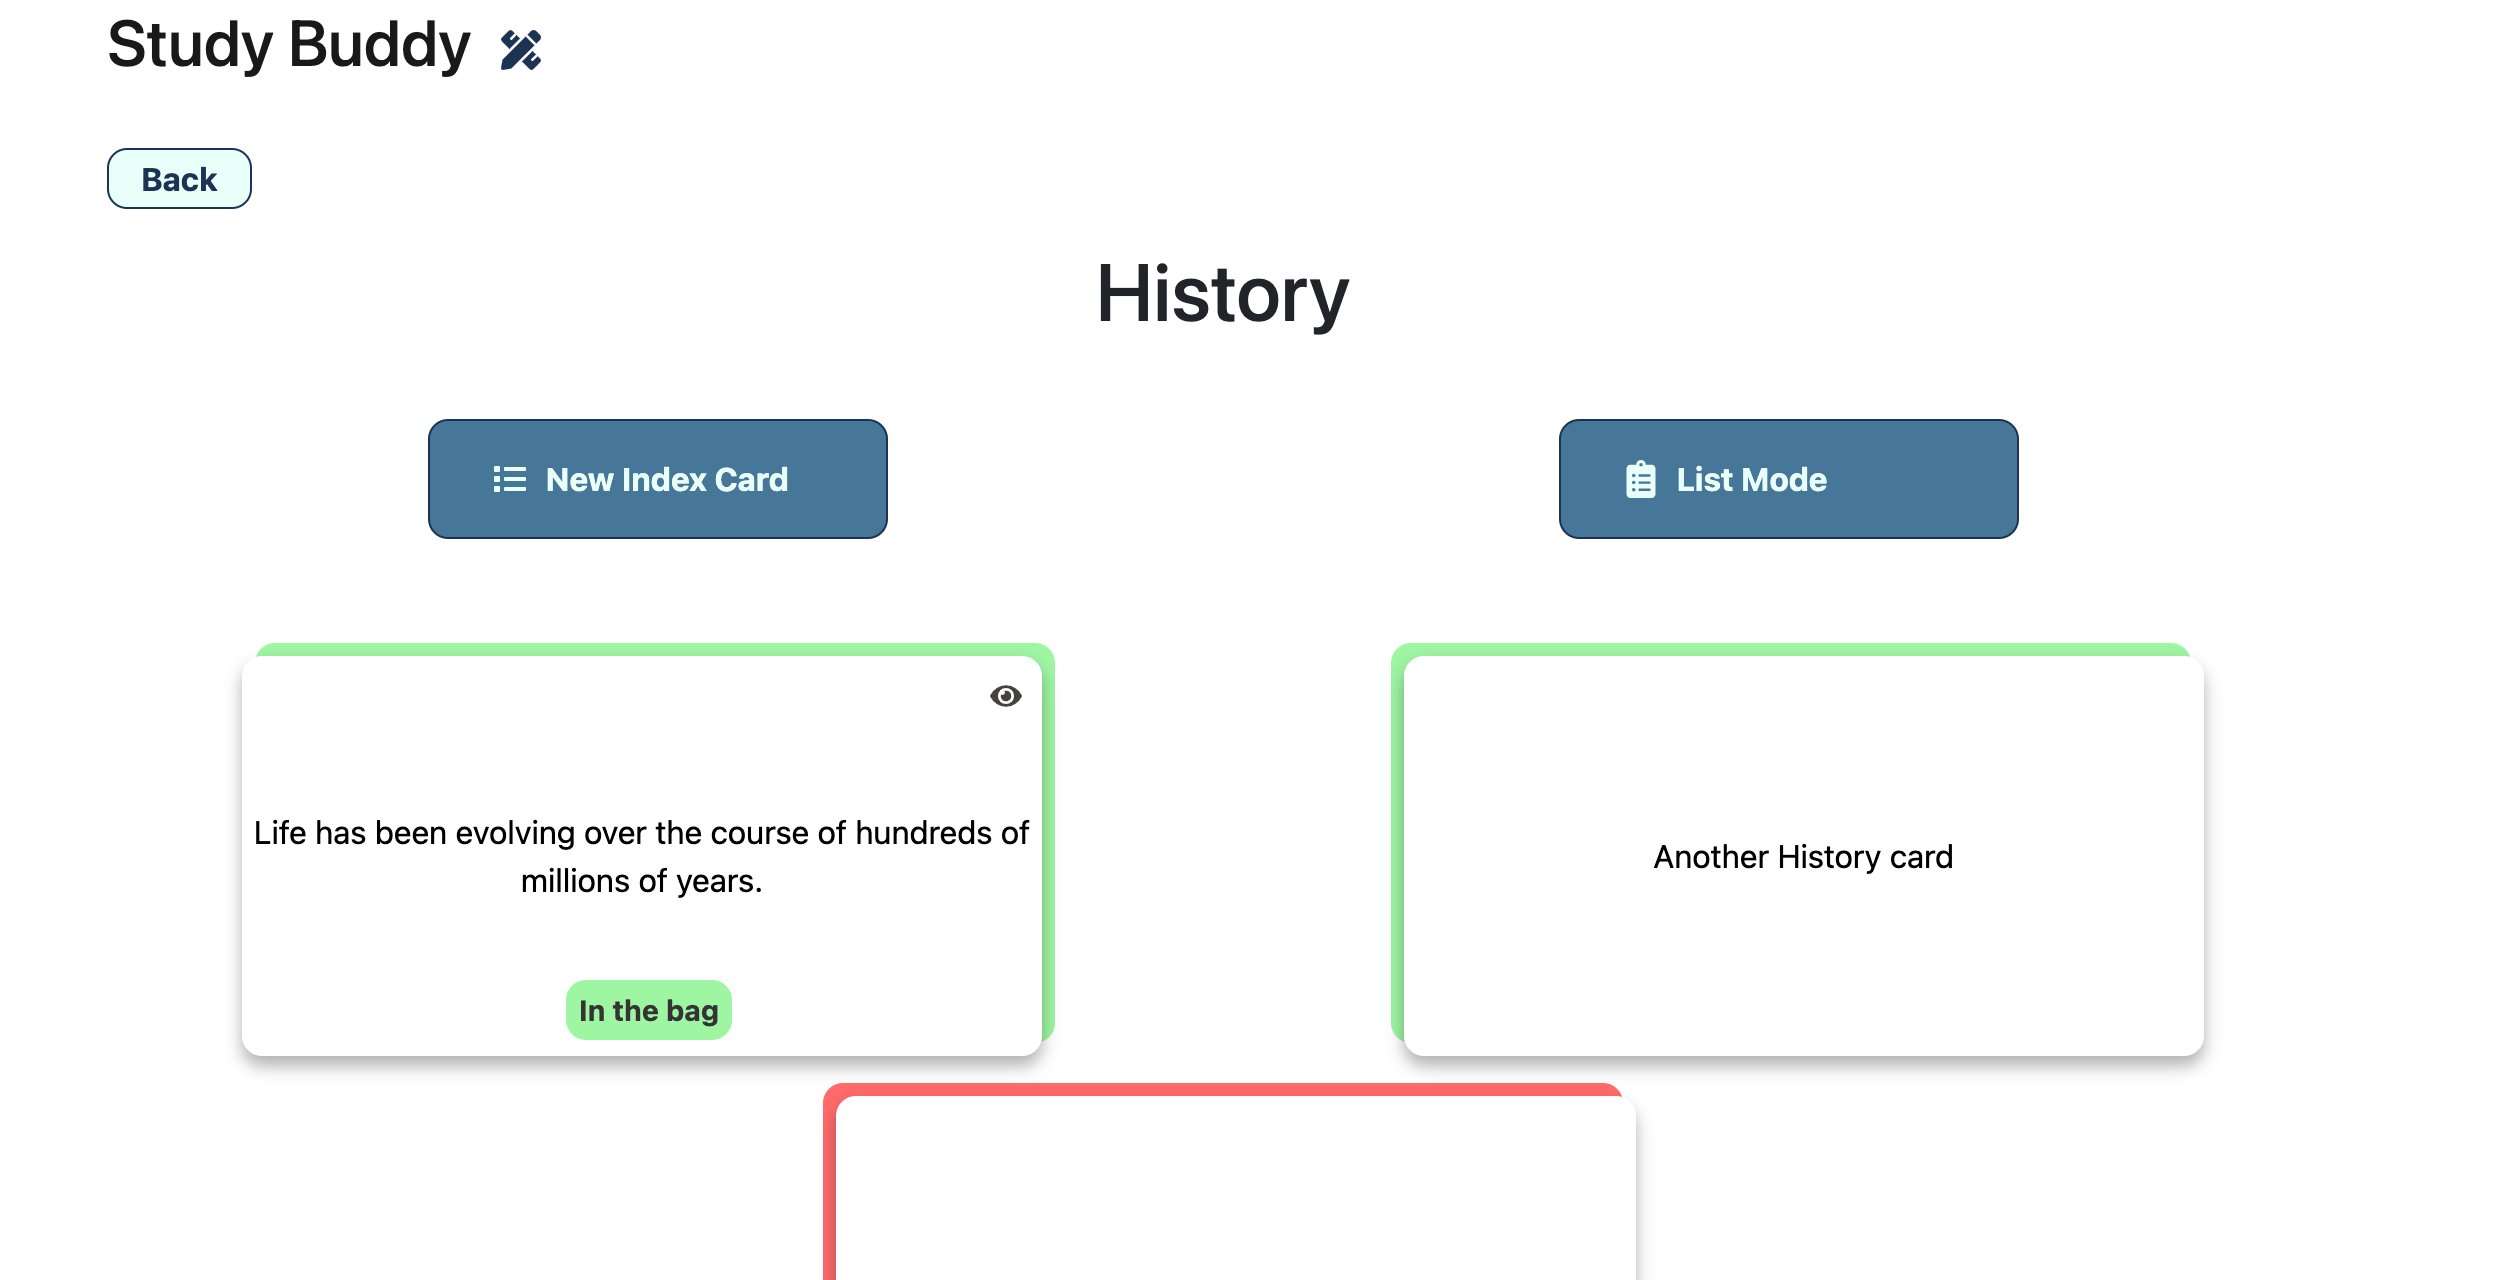 Study Buddy
Back
History
New Index Card
List Mode
Life has been evolving over the course of hundreds of
millions of years.
In the bag
Another History card